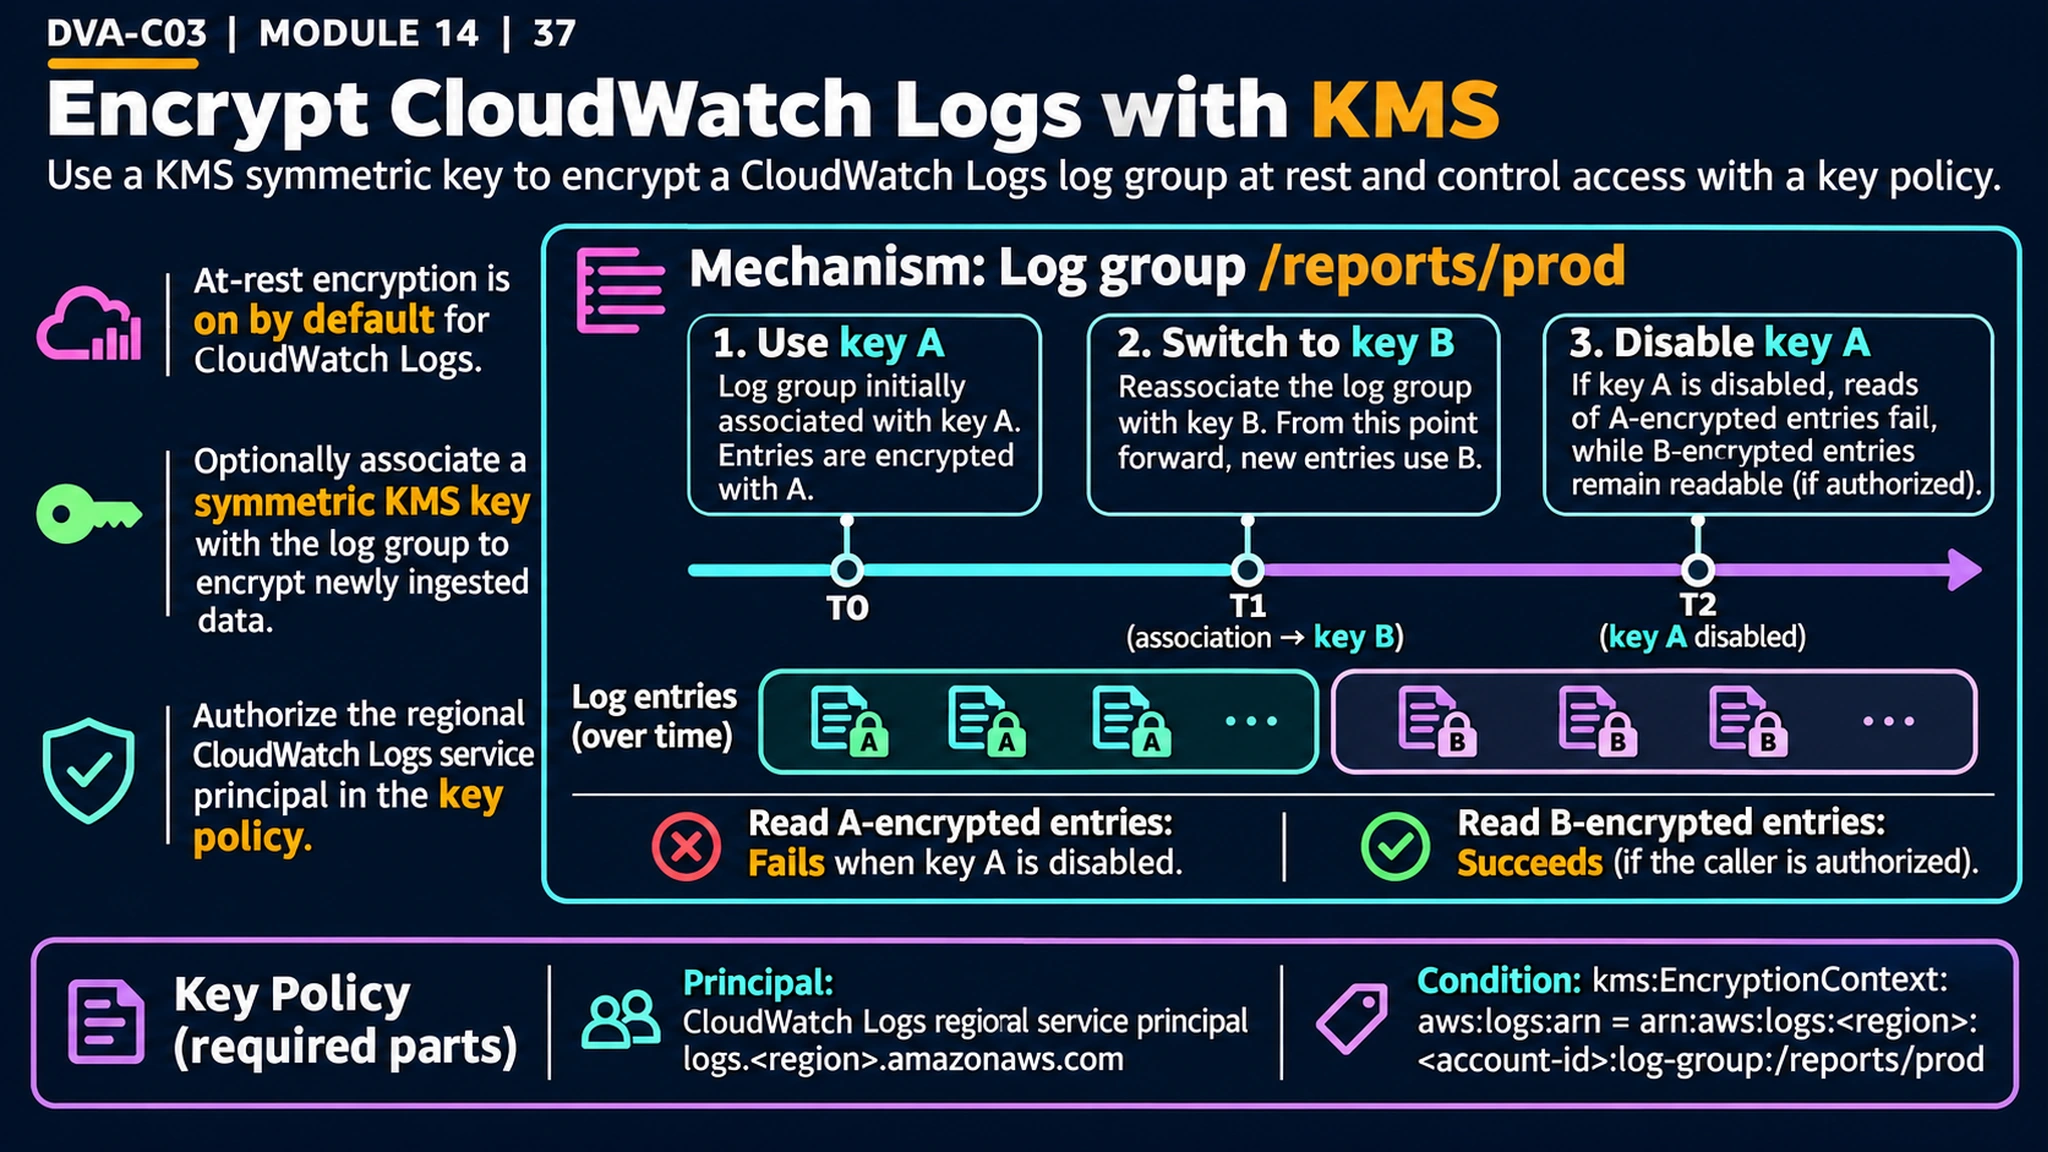 DVA-C03 | MODULE 14 | 37
Encrypt CloudWatch Logs with KMS
Use a KMS symmetric key to encrypt a CloudWatch Logs log group at rest and control access with a key policy.
At-rest encryption is
on by default for
CloudWatch Logs.
Optionally associate a
symmetric KMS key
with the log group to
encrypt newly ingested
data.
Authorize the regional
CloudWatch Logs service
principal in the key
policy.
Mechanism: Log group /reports/prod
1. Use key A
Log group initially
associated with key A.
Entries are encrypted
with A.
2. Switch to key B
Reassociate the log group
with key B. From this point
forward, new entries use B.
3. Disable key A
If key A is disabled, reads
of A-encrypted entries fail,
while B-encrypted entries
remain readable (if authorized).
T0
T1
(association → key B)
T2
(key A disabled)
Log entries
(over time)
A A A ...
B B B ...
Read A-encrypted entries:
Fails when key A is disabled.
Read B-encrypted entries:
Succeeds (if the caller is authorized).
Key Policy
(required parts)
Principal:
CloudWatch Logs regional service principal
logs.<region>.amazonaws.com
Condition: kms:EncryptionContext:
aws:logs:arn = arn:aws:logs:<region>:
<account-id>:log-group:/reports/prod